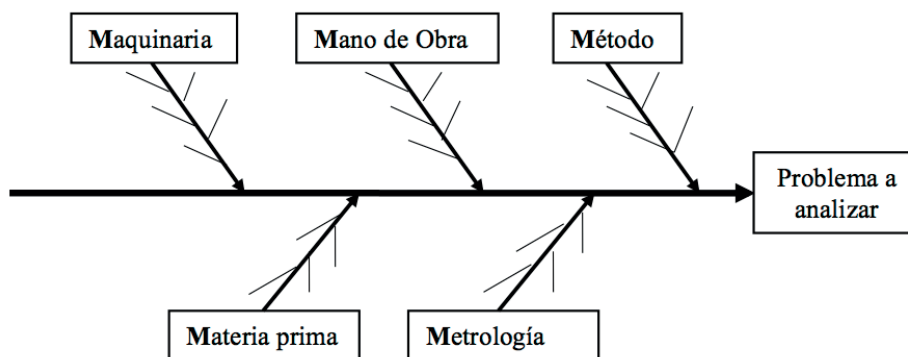 Maquinaria
Mano de Obra
Método
Problema a
analizar
Materia prima
Metrología